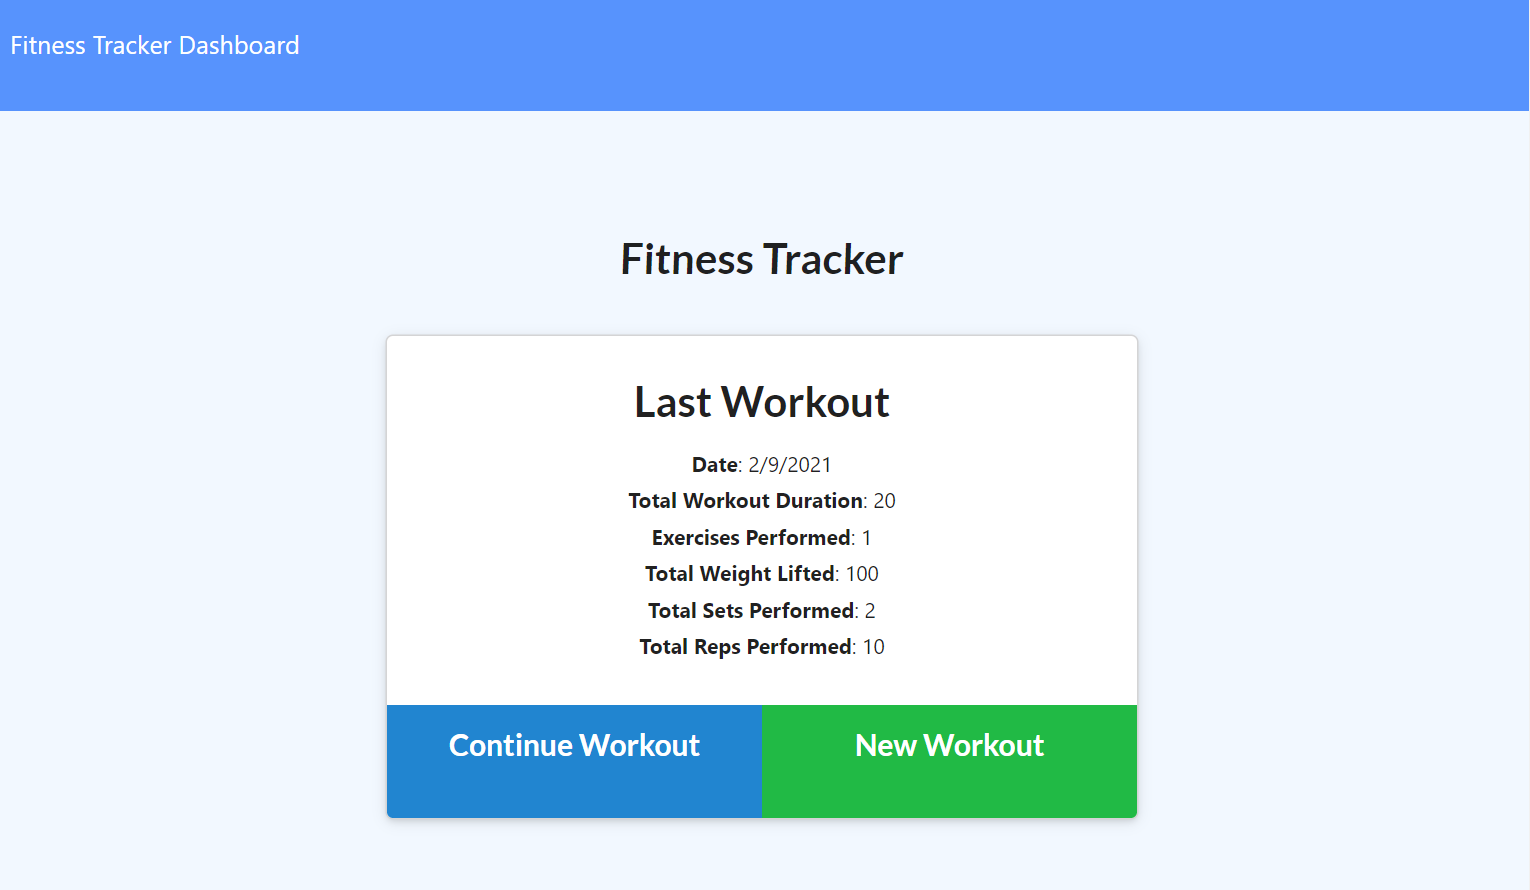 Fitness Tracker Dashboard
Fitness Tracker
Last Workout
Date: 2/9/2021
Total Workout Duration: 20
Exercises Performed: 1
Total Weight Lifted: 100
Total Sets Performed: 2
Total Reps Performed: 10
Continue Workout
New Workout